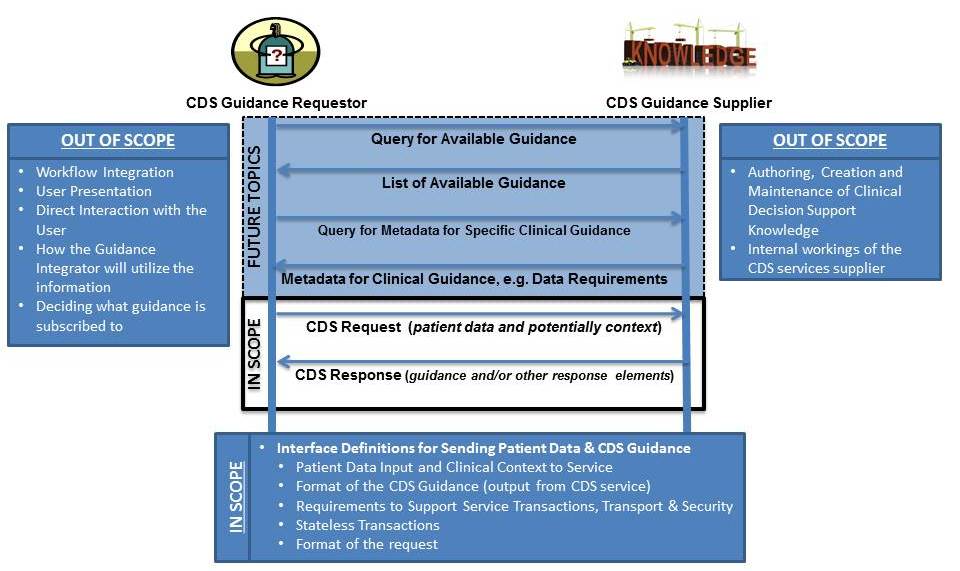 ?
KNOWLEDGE
CDS Guidance Requestor
CDS Guidance Supplier
OUT OF SCOPE
• Workflow Integration
• User Presentation
• Direct Interaction with the
User
• How the Guidance
Integrator will utilize the
information
• Deciding what guidance is
subscribed to
FUTURE TOPICS
Query for Available Guidance
List of Available Guidance
Query for Metadata for Specific Clinical Guidance
Metadata for Clinical Guidance, e.g. Data Requirements
IN SCOPE
CDS Request (patient data and potentially context)
CDS Response (guidance and/or other response elements)
OUT OF SCOPE
• Authoring, Creation and
Maintenance of Clinical
Decision Support
Knowledge
• Internal workings of the
CDS services supplier
IN SCOPE
• Interface Definitions for Sending Patient Data & CDS Guidance
• Patient Data Input and Clinical Context to Service
• Format of the CDS Guidance (output from CDS service)
• Requirements to Support Service Transactions, Transport & Security
• Stateless Transactions
• Format of the request